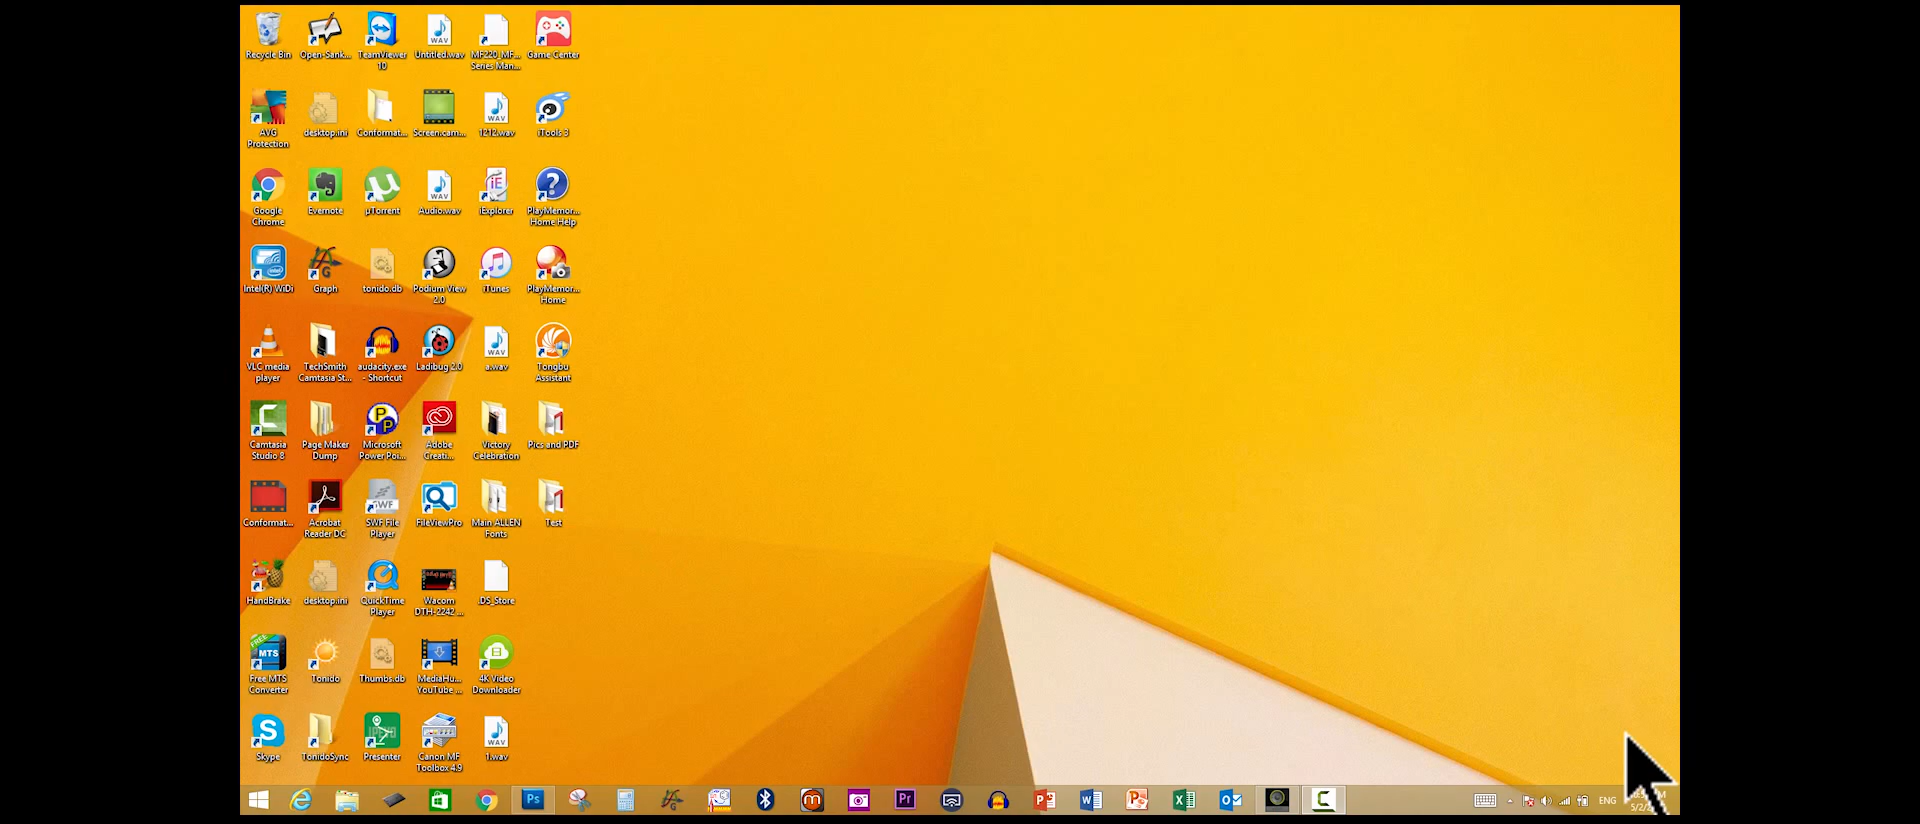 Recycle Bin
Open-Sank...
TeamViewer
10
Untitled.wav
MF220_MF...
Series Man...
Game Center
AVG
Protection
desktop.ini
Conformat...
Screen.cam...
1212.wav
iTools 3
Google
Chrome
Evernote
µTorrent
Audio.wav
iExplorer
PlayMemor...
Home Help
Intel(R) WiDi
Graph
tonido.db
Podium View
2.0
iTunes
PlayMemor...
Home
VLC media
player
TechSmith
Camtasia St...
audacity.exe
- Shortcut
Ladibug 2.0
a.wav
Tongbu
Assistant
Camtasia
Studio 8
Page Maker
Dump
Microsoft
Power Poi...
Adobe
Creati...
Victory
Celebration
Pics and PDF
Conformat...
Acrobat
Reader DC
SWF File
Player
FileViewPro
Main ALLEN
Fonts
Test
HandBrake
desktop.ini
QuickTime
Player
Wacom
DTH-2242...
.DS_Store
Free MTS
Converter
Tonido
Thumbs.db
MediaHu...
YouTube ...
4K Video
Downloader
Skype
TonidoSync
Presenter
Canon MF
Toolbox 4.9
1.wav
ENG